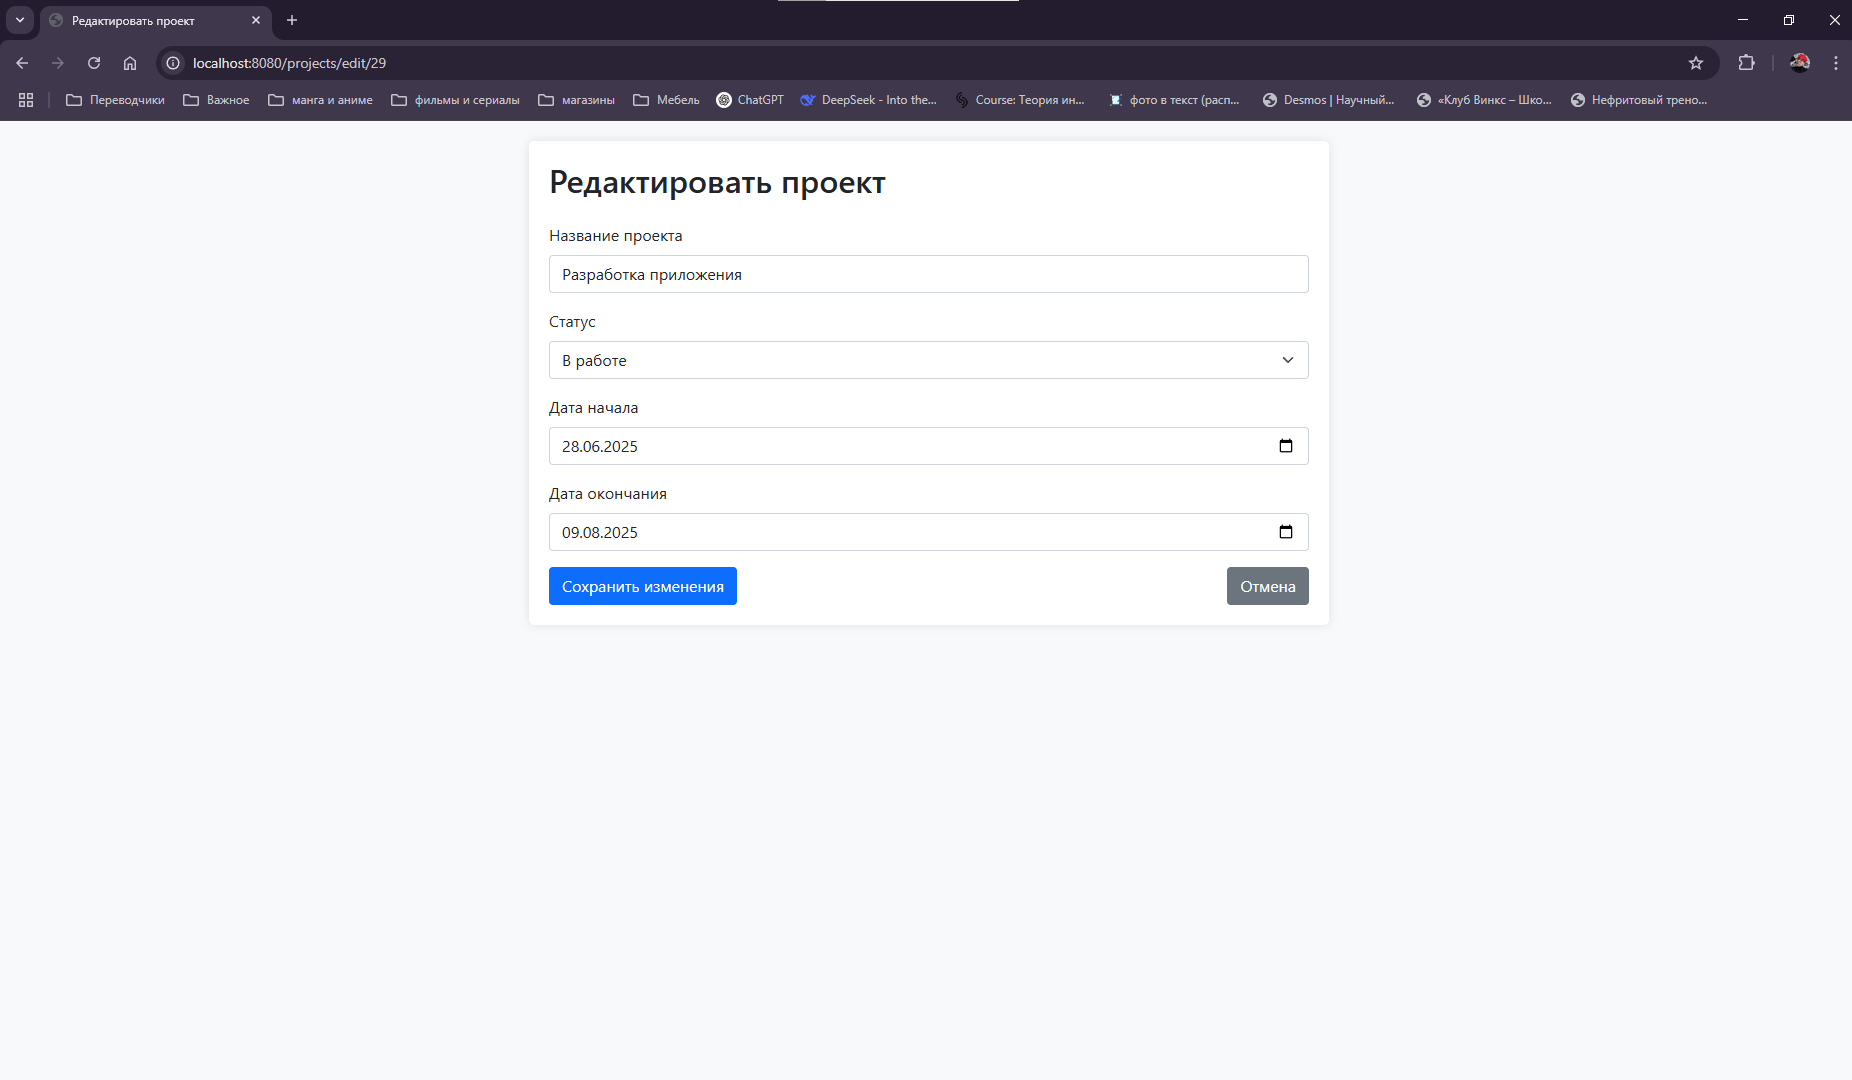 Редактировать проект
localhost:8080/projects/edit/29
Переводчики Важное манга и аниме фильмы и сериалы магазины Мебель ChatGPT DeepSeek - Into the... Course: Теория ин... фото в текст (расп... Desmos | Научный... «Клуб Винкс – Шко... Нефритовый трено...
Редактировать проект
Название проекта
Разработка приложения
Статус
В работе
Дата начала
28.06.2025
Дата окончания
09.08.2025
Сохранить изменения Отмена